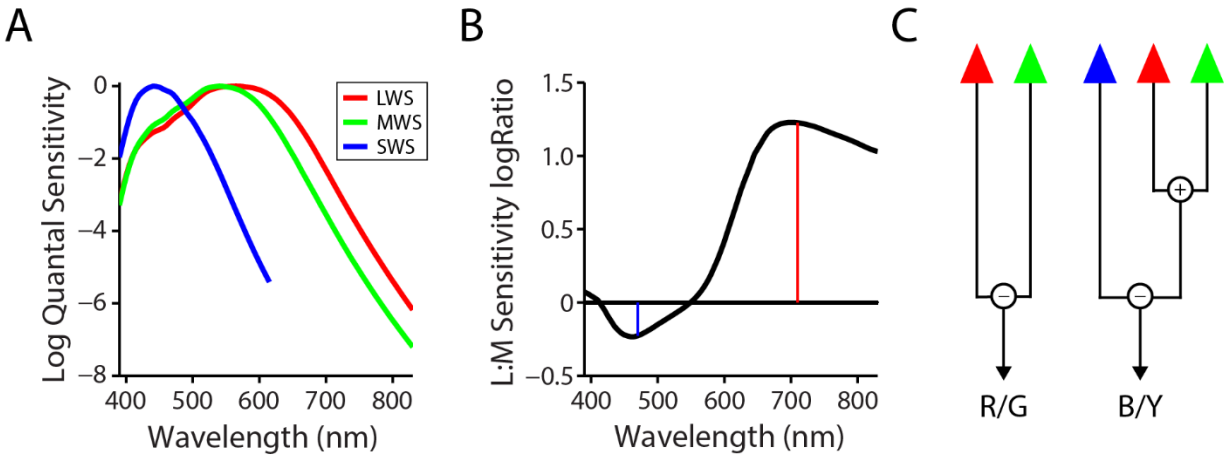 A
Log Quantal Sensitivity
0
−2
−4
−6
−8
LWS
MWS
SWS
400 500 600 700 800
Wavelength (nm)
B
L:M Sensitivity logRatio
1.5
1.0
0.5
0
−0.5
400 500 600 700 800
Wavelength (nm)
C
+
− −
R/G B/Y